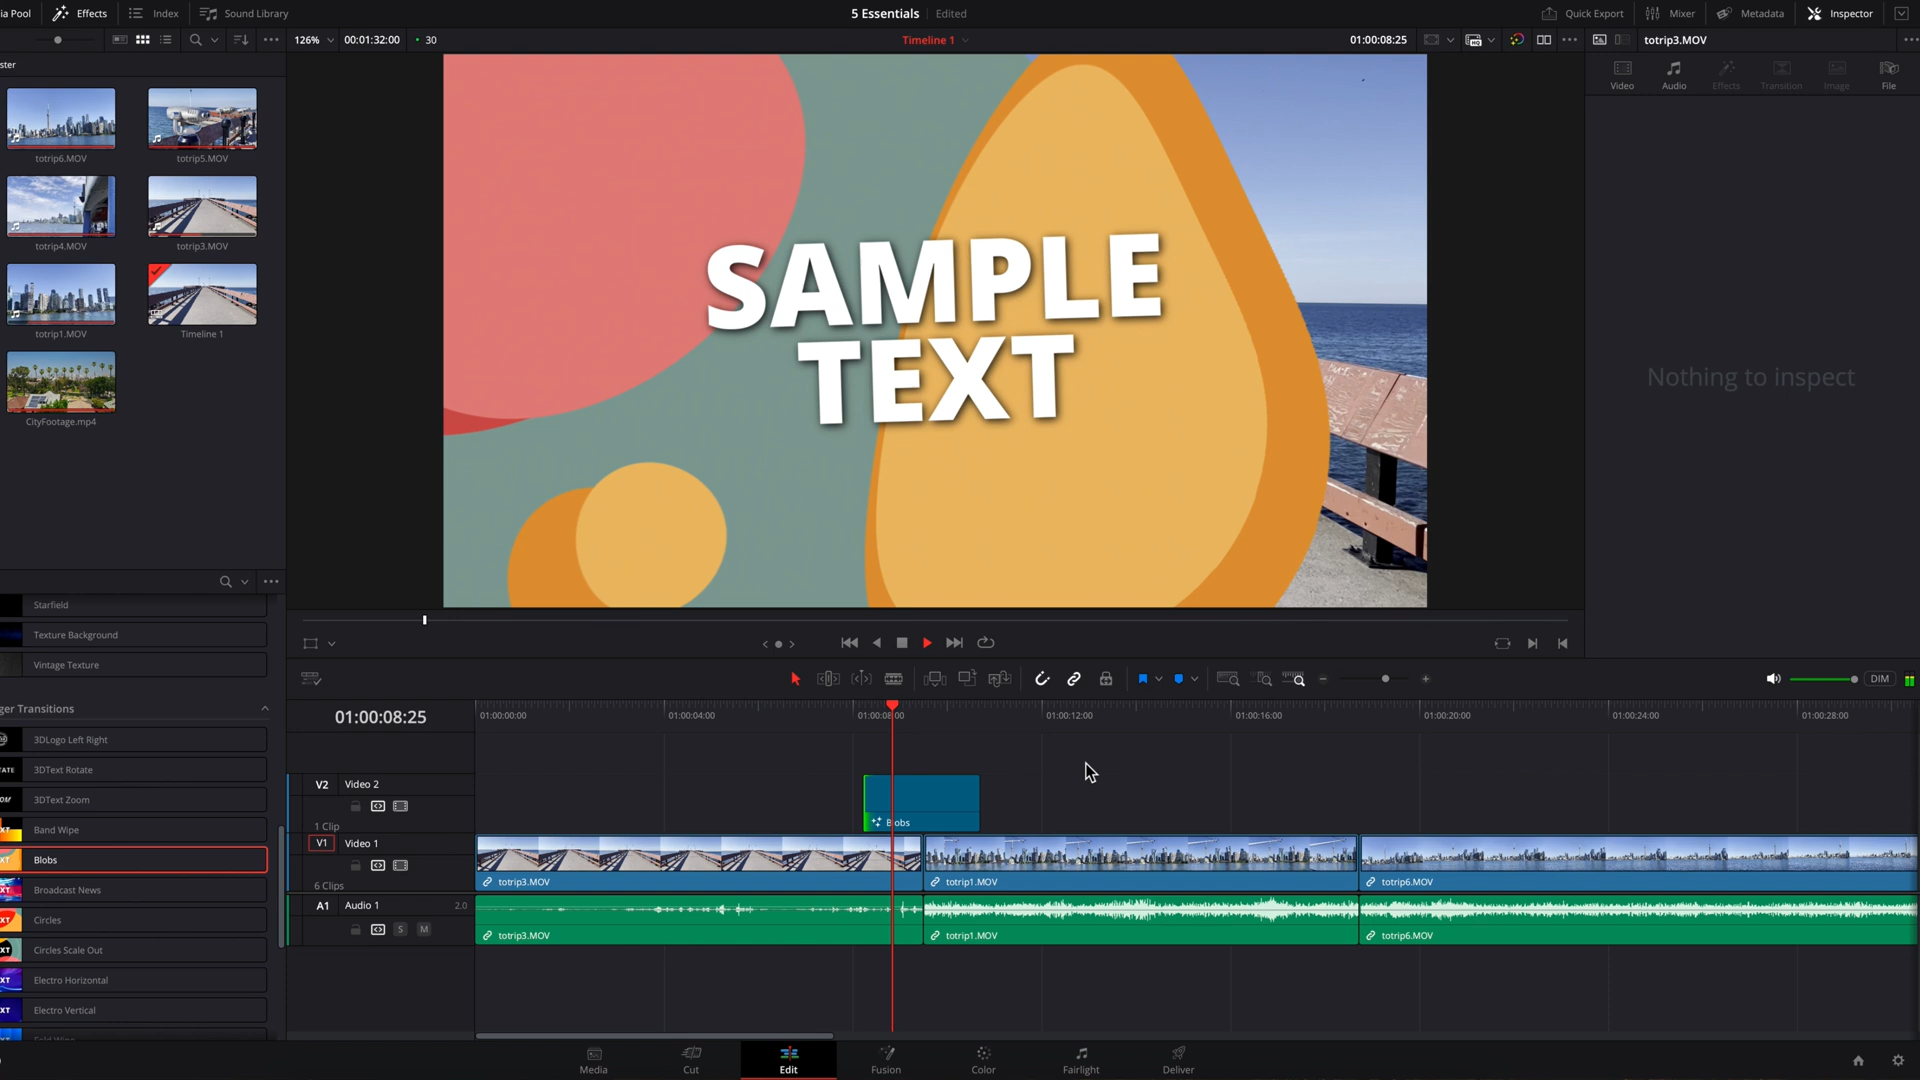 ia Pool
Effects
Index
Sound Library
5 Essentials
Edited
Quick Export
Mixer
Metadata
Inspector
126%
00:01:32:00
30
Timeline 1
01:00:08:25
totrip3.MOV
ster
Video
Audio
Effects
Transition
Image
File
totrip6.MOV
totrip5.MOV
totrip4.MOV
totrip3.MOV
totrip1.MOV
Timeline 1
CityFootage.mp4
SAMPLE
TEXT
Nothing to inspect
Starfield
Texture Background
Vintage Texture
ger Transitions
3DLogo Left Right
3DText Rotate
3DText Zoom
Band Wipe
Blobs
Broadcast News
Circles
Circles Scale Out
Electro Horizontal
Electro Vertical
DIM
01:00:08:25
01:00:00:00
01:00:04:00
01:00:08:00
01:00:12:00
01:00:16:00
01:00:20:00
01:00:24:00
01:00:28:00
V2
Video 2
1 Clip
Blobs
V1
Video 1
6 Clips
totrip3.MOV
totrip1.MOV
totrip6.MOV
A1
Audio 1
2.0
S
M
totrip3.MOV
totrip1.MOV
totrip6.MOV
Media
Cut
Edit
Fusion
Color
Fairlight
Deliver